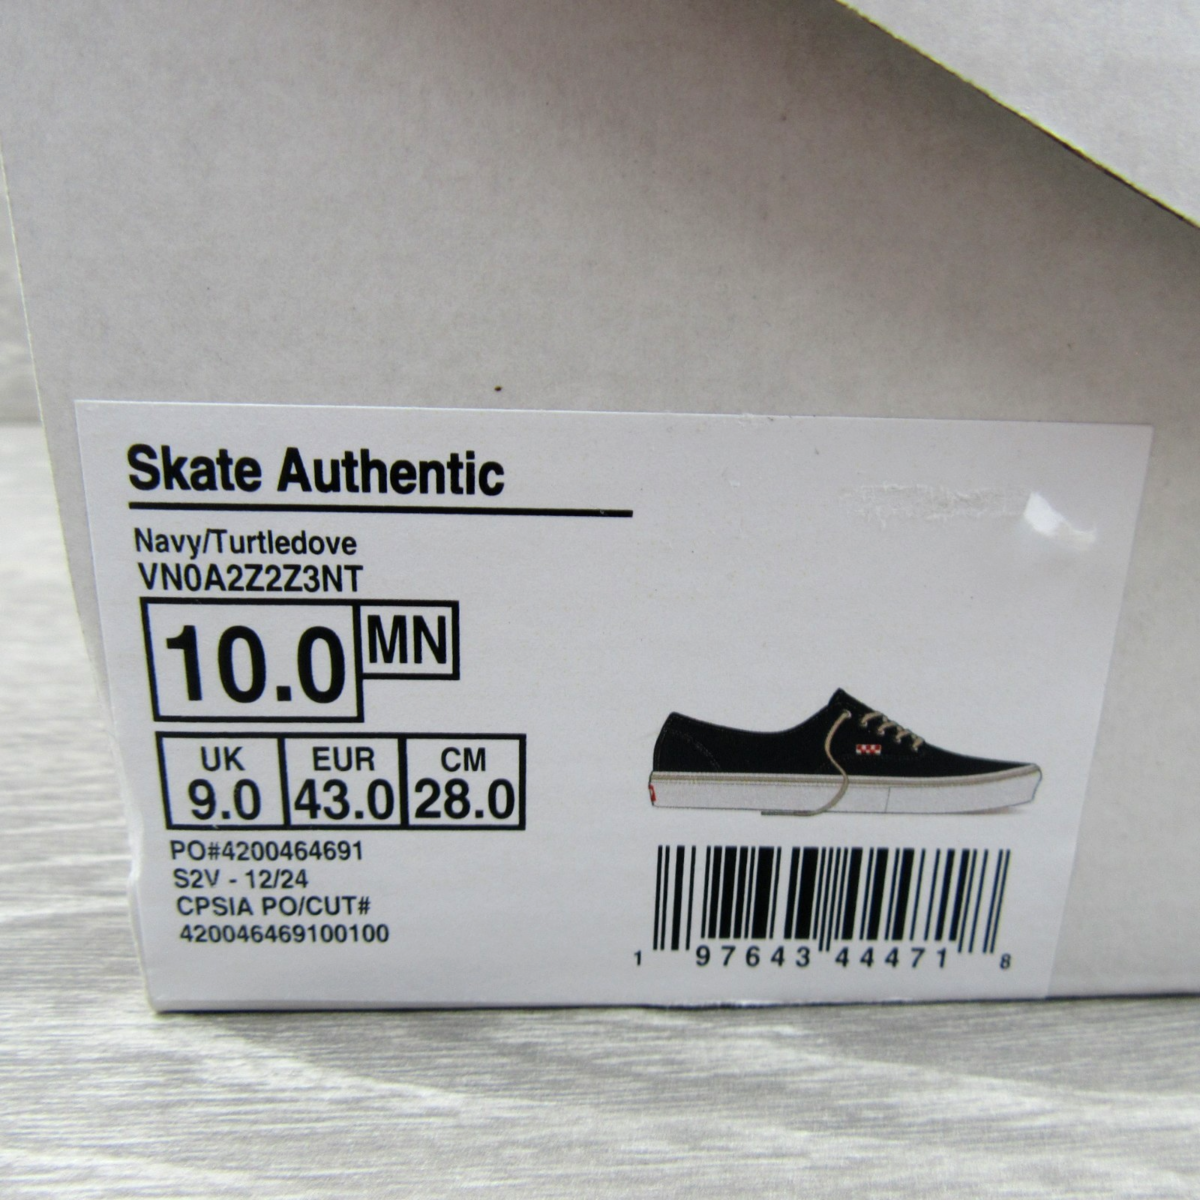 Skate Authentic
Navy/Turtledove
VN0A2Z2Z3NT
10.0 MN
UK EUR CM
9.0 43.0 28.0
PO#4200464691
S2V - 12/24
CPSIA PO/CUT#
420046469100100
1 97643 44471 8